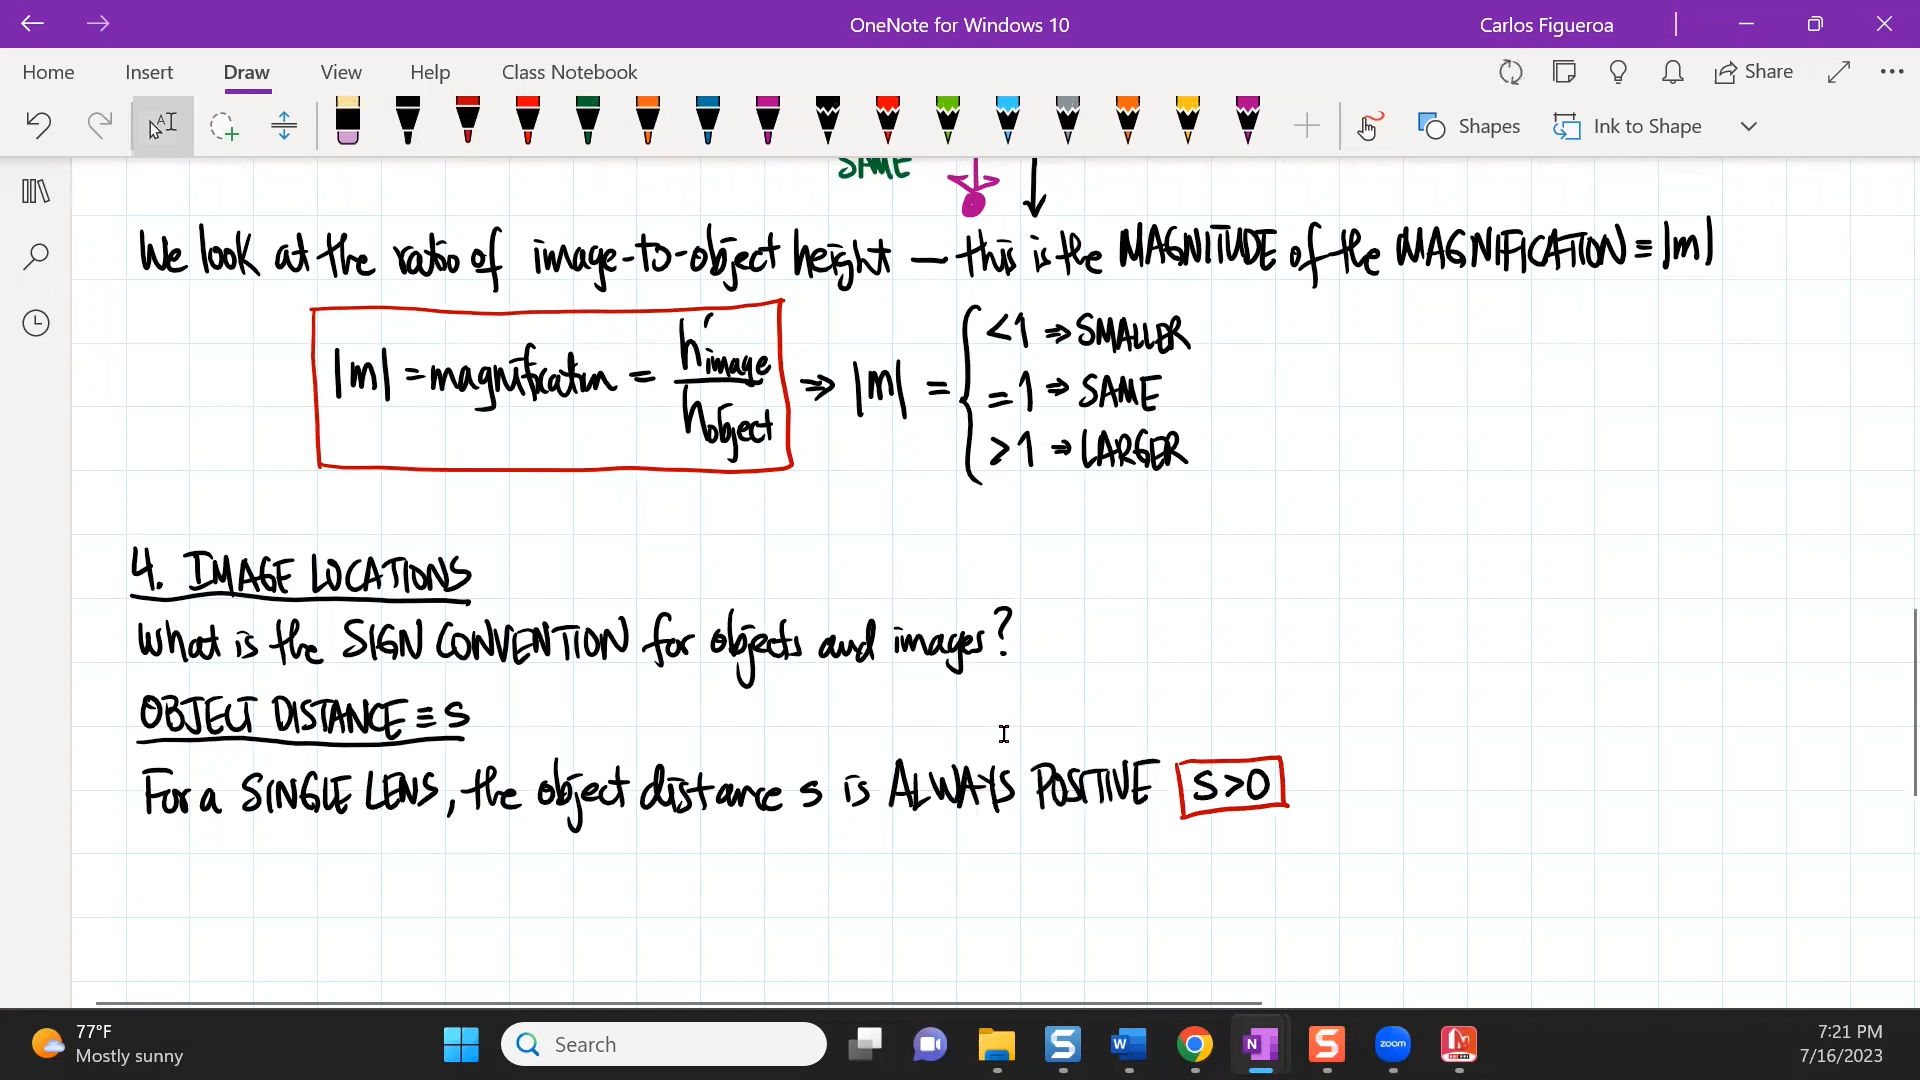 OneNote for Windows 10
Carlos Figueroa
Home Insert Draw View Help Class Notebook
Share
Shapes Ink to Shape
SAME
We look at the ratio of image-to-object height — this is the MAGNITUDE of the MAGNIFICATION ≡ |m|
|m| = magnification = h'image / hobject ⇒ |m| = { <1 ⇒ SMALLER
=1 ⇒ SAME
>1 ⇒ LARGER
4. IMAGE LOCATIONS
What is the SIGN CONVENTION for objects and images?
OBJECT DISTANCE ≡ s
For a SINGLE LENS, the object distance s is ALWAYS POSITIVE s>0
77°F
Mostly sunny
Search
zoom
7:21 PM
7/16/2023